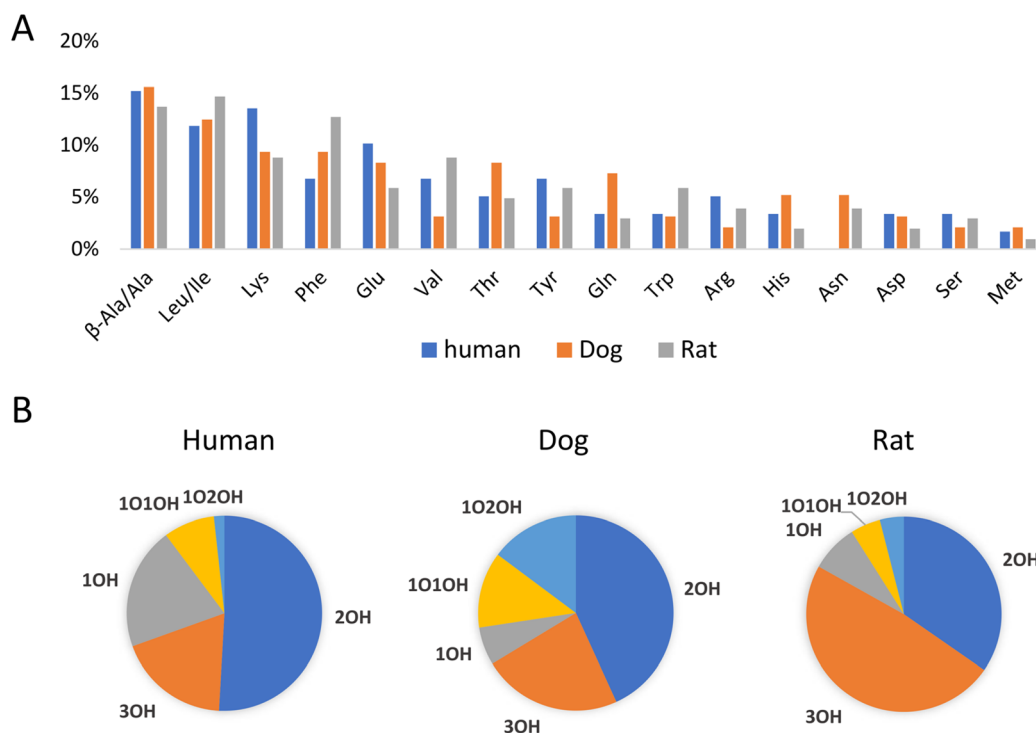 A
20%
15%
10%
5%
0%
β-Ala/Ala
Leu/Ile
Lys
Phe
Glu
Val
Thr
Tyr
Gln
Trp
Arg
His
Asn
Asp
Ser
Met
human Dog Rat
B
Human Dog Rat
1O1OH 1O2OH
1OH
2OH
3OH
1O2OH
1O1OH
2OH
1OH
3OH
1O1OH 1O2OH
1OH
2OH
3OH